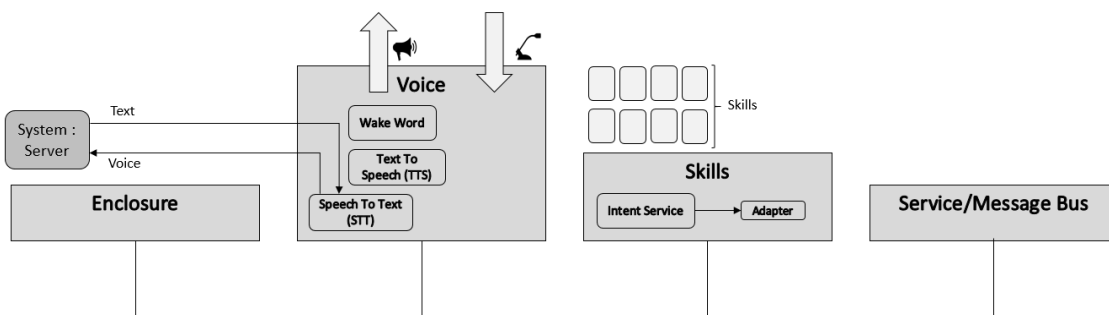 Voice
Wake Word
Text To
Speech (TTS)
Speech To Text
(STT)
Text
System :
Server
Voice
Enclosure
Skills
Skills
Intent Service
Adapter
Service/Message Bus